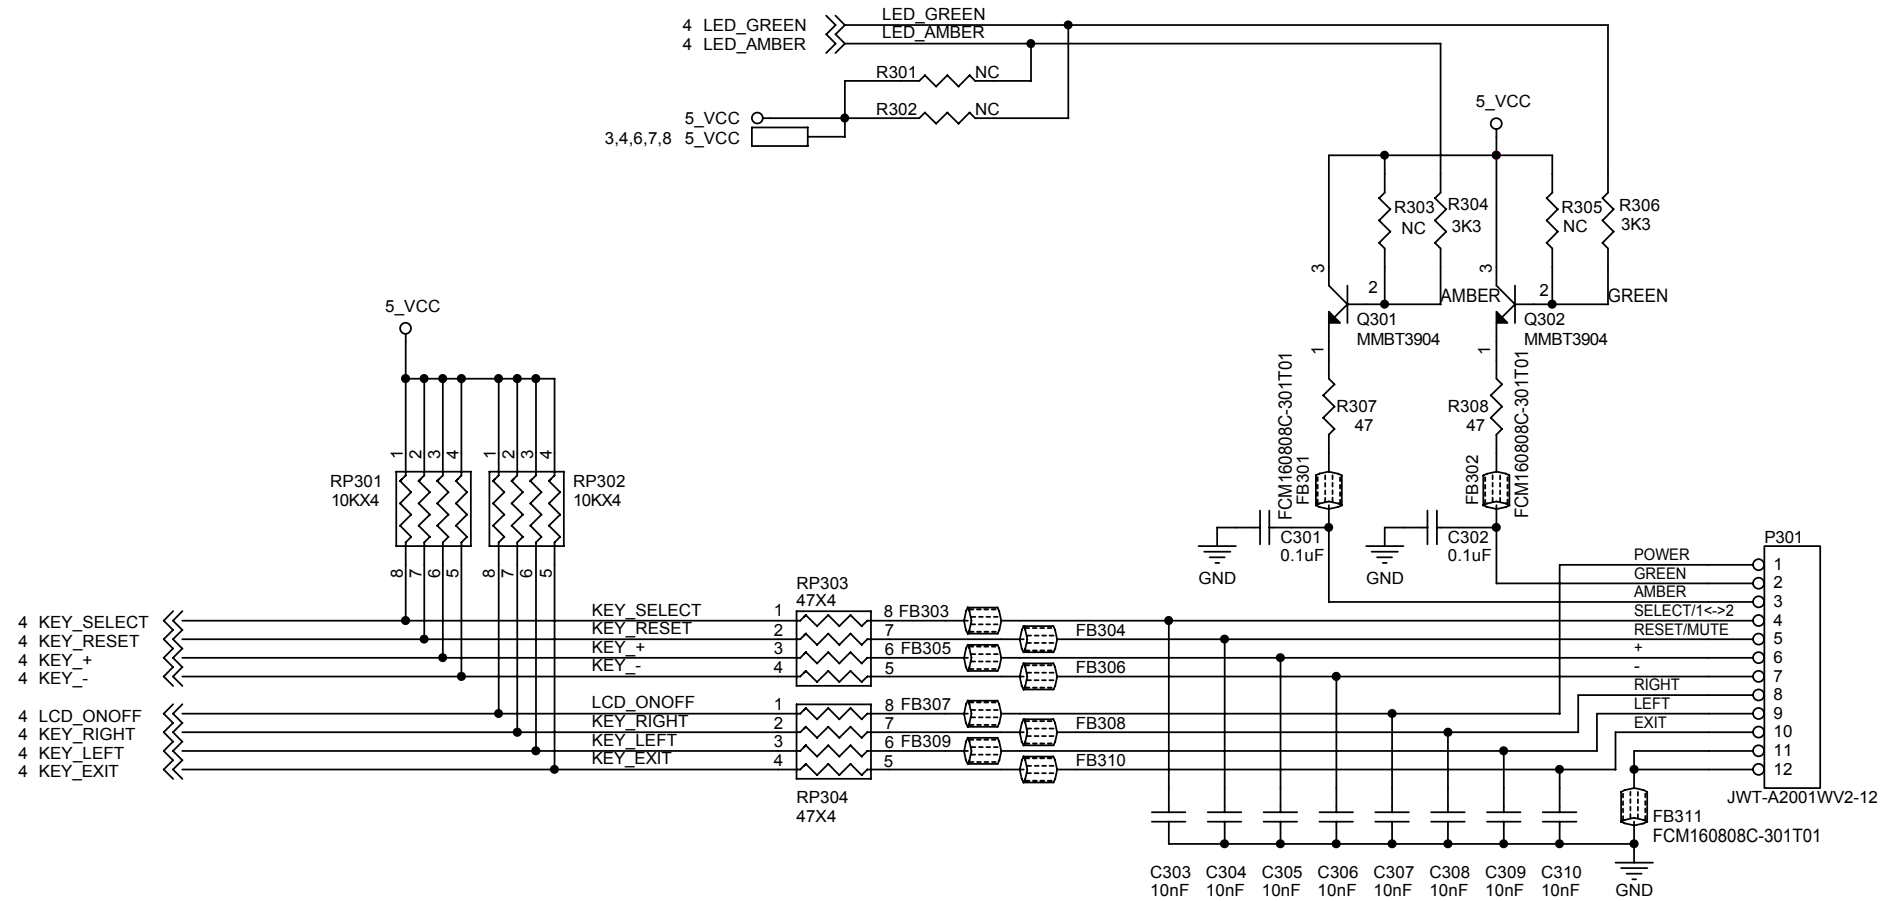 4 LED_GREEN
LED_GREEN
4 LED_AMBER
LED_AMBER
R301
NC
R302
NC
5_VCC
3,4,6,7,8 5_VCC
5_VCC
R303
NC
R304
3K3
R305
NC
R306
3K3
3
2
AMBER
3
2
GREEN
Q301
MMBT3904
Q302
MMBT3904
1
1
5_VCC
R307
47
R308
47
FCM160808C-301T01
FB301
FB302
FCM160808C-301T01
1 2 3 4
1 2 3 4
RP301
10KX4
RP302
10KX4
8 7 6 5
8 7 6 5
C301
0.1uF
GND
C302
0.1uF
GND
P301
POWER 1
GREEN 2
AMBER 3
SELECT/1<->2 4
RESET/MUTE 5
+ 6
- 7
RIGHT 8
LEFT 9
EXIT 10
11
12
JWT-A2001WV2-12
RP303
47X4
4 KEY_SELECT
KEY_SELECT 1
8 FB303
4 KEY_RESET
KEY_RESET 2
7
FB304
4 KEY_+
KEY_+ 3
6 FB305
4 KEY_-
KEY_- 4
5
FB306
4 LCD_ONOFF
LCD_ONOFF 1
8 FB307
4 KEY_RIGHT
KEY_RIGHT 2
7
FB308
4 KEY_LEFT
KEY_LEFT 3
6 FB309
4 KEY_EXIT
KEY_EXIT 4
5
FB310
RP304
47X4
FB311
FCM160808C-301T01
C303 C304 C305 C306 C307 C308 C309 C310
10nF 10nF 10nF 10nF 10nF 10nF 10nF 10nF
GND